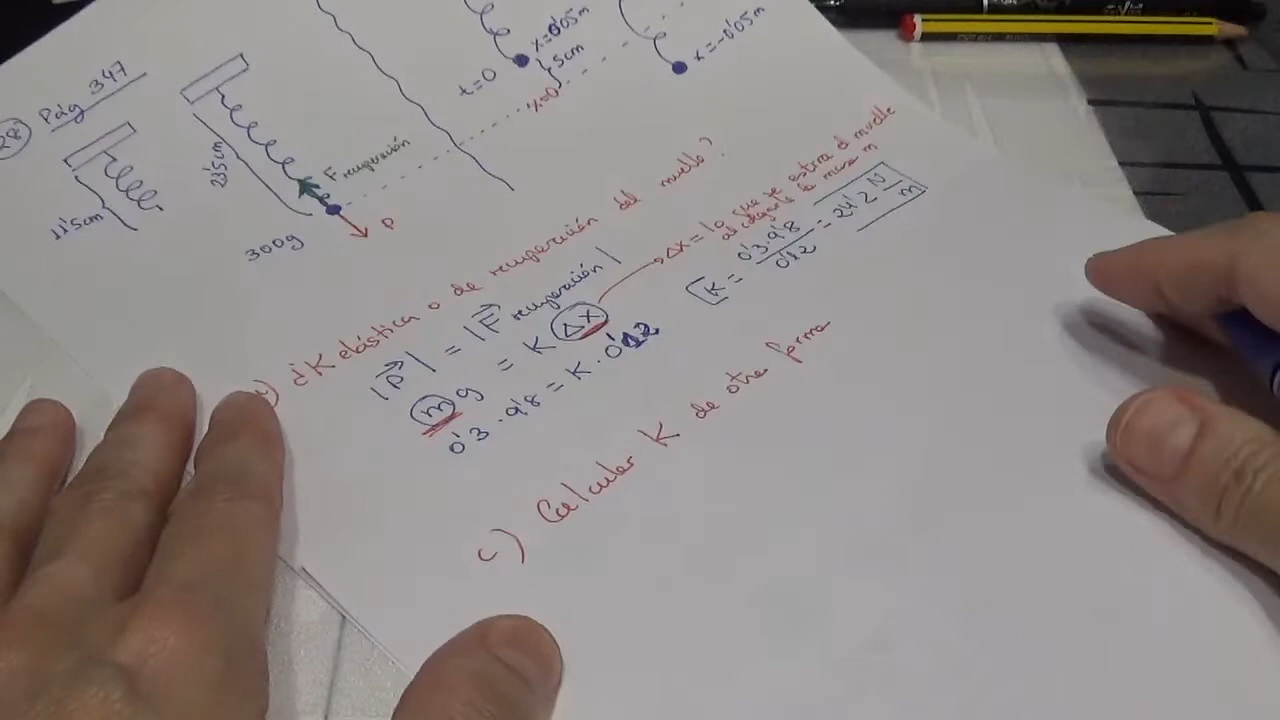 28 Pág 347
11'5cm
23'5cm
F recuperación
P
300g
t=0
x=0'05m
5cm
x=0
x=-0'05m
a) ¿K elástica o de recuperación del muelle?
|P| = |F recuperación|
m g = K Δx
0'3·9'8 = K·0'12
Δx = lo que se estira el muelle
al colgarle la masa m
K = 0'3·9'8 / 0'12 = 24'2 N/m
c) Calcular K de otra forma